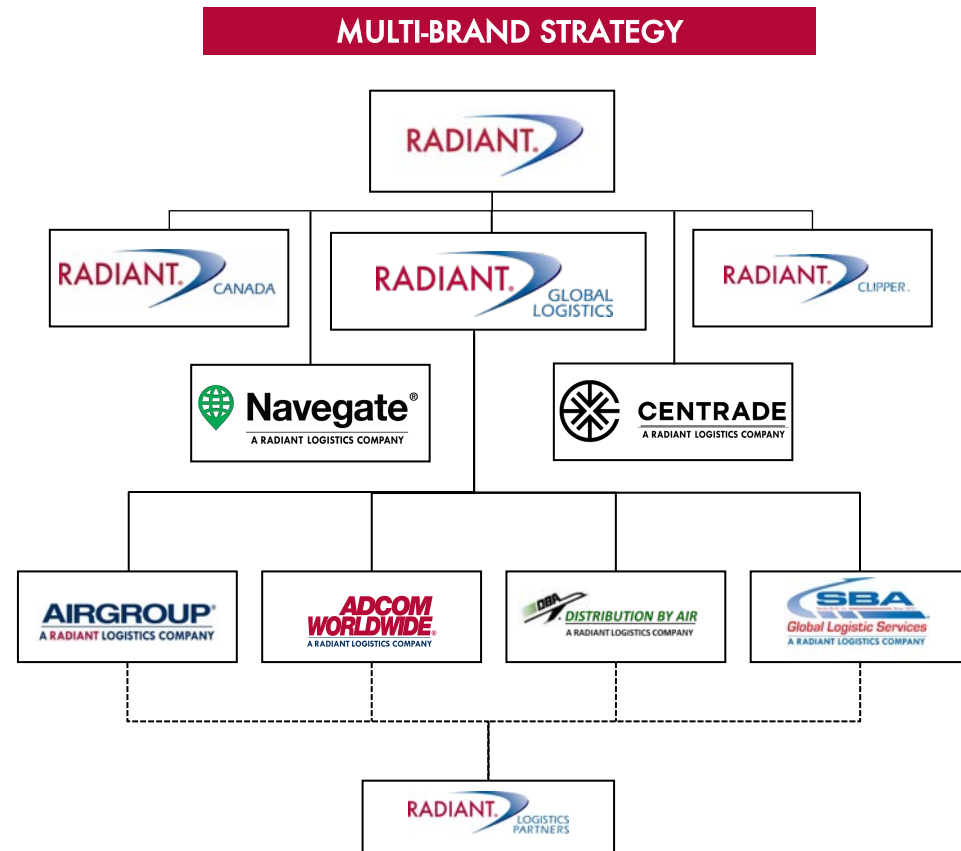 MULTI-BRAND STRATEGY
RADIANT.®
RADIANT.®
CANADA
RADIANT.®
GLOBAL
LOGISTICS
RADIANT.®
CLIPPER™
Navegate®
A RADIANT LOGISTICS COMPANY
CENTRADE
A RADIANT LOGISTICS COMPANY
AIRGROUP®
A RADIANT LOGISTICS COMPANY
ADCOM
WORLDWIDE®
A RADIANT LOGISTICS COMPANY
DBA
DISTRIBUTION BY AIR
A RADIANT LOGISTICS COMPANY
SBA
Global Logistic Services
A RADIANT LOGISTICS COMPANY
RADIANT.®
LOGISTICS
PARTNERS